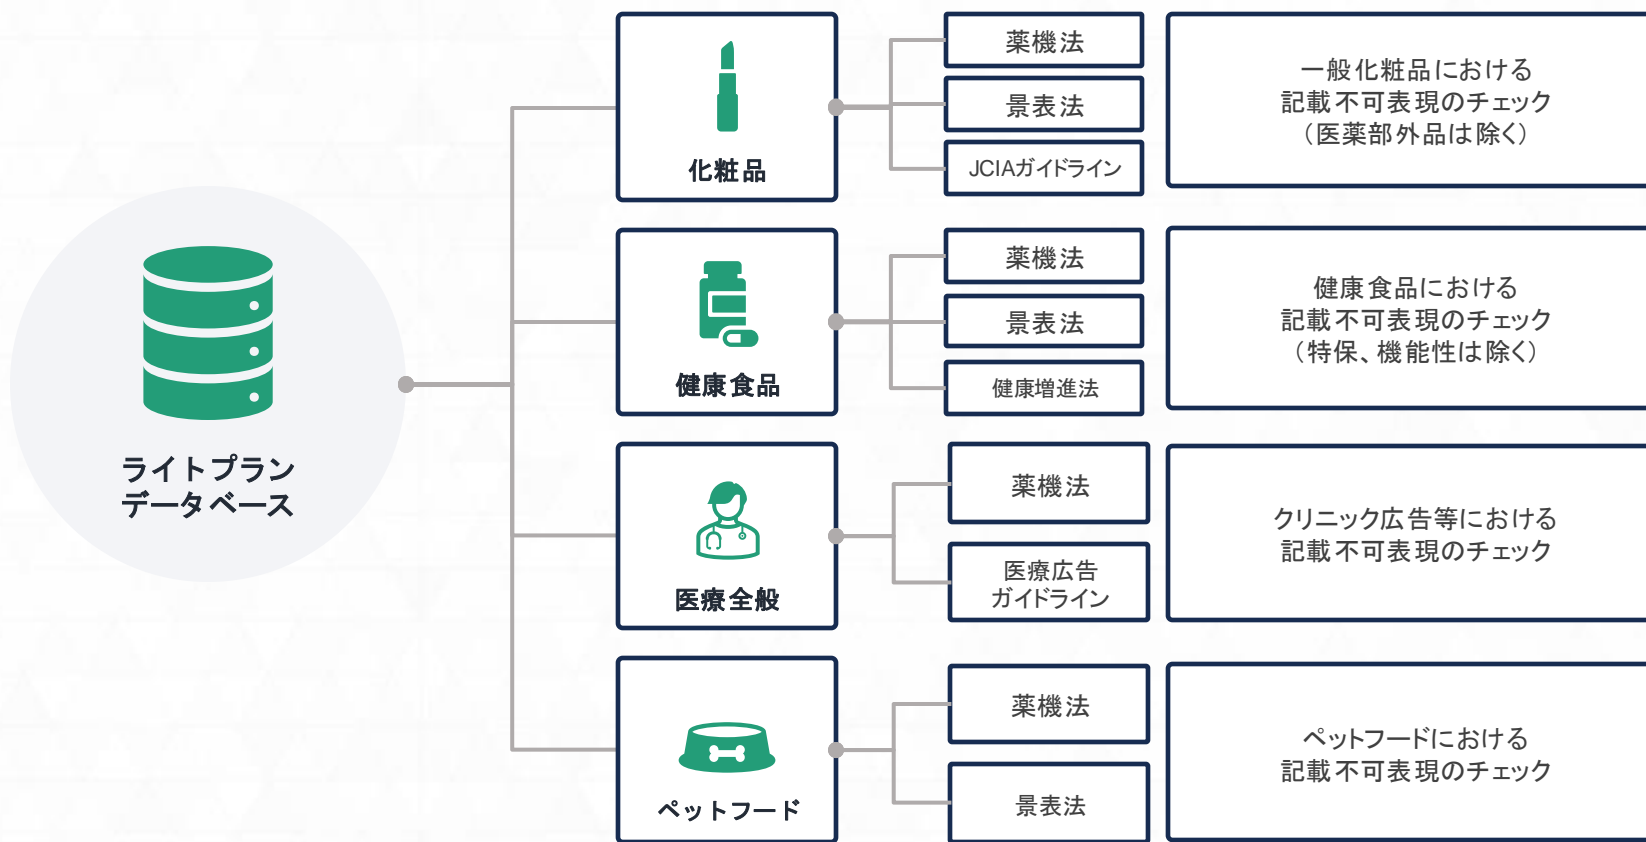 ライトプラン
データベース
化粧品
薬機法
景表法
JCIAガイドライン
一般化粧品における
記載不可表現のチェック
（医薬部外品は除く）
健康食品
薬機法
景表法
健康増進法
健康食品における
記載不可表現のチェック
（特保、機能性は除く）
医療全般
薬機法
医療広告
ガイドライン
クリニック広告等における
記載不可表現のチェック
ペットフード
薬機法
景表法
ペットフードにおける
記載不可表現のチェック